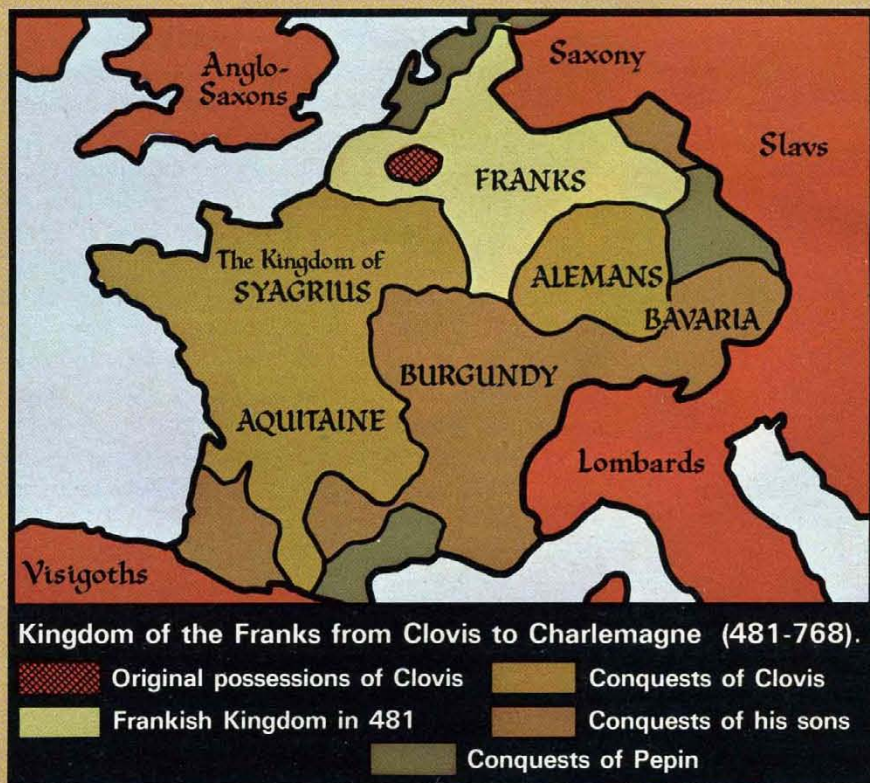 Anglo-
Saxons
Saxony
Slavs
FRANKS
The Kingdom of
SYAGRIUS
ALEMANS
BAVARIA
BURGUNDY
AQUITAINE
Lombards
Visigoths
Kingdom of the Franks from Clovis to Charlemagne (481-768).
Original possessions of Clovis
Conquests of Clovis
Frankish Kingdom in 481
Conquests of his sons
Conquests of Pepin